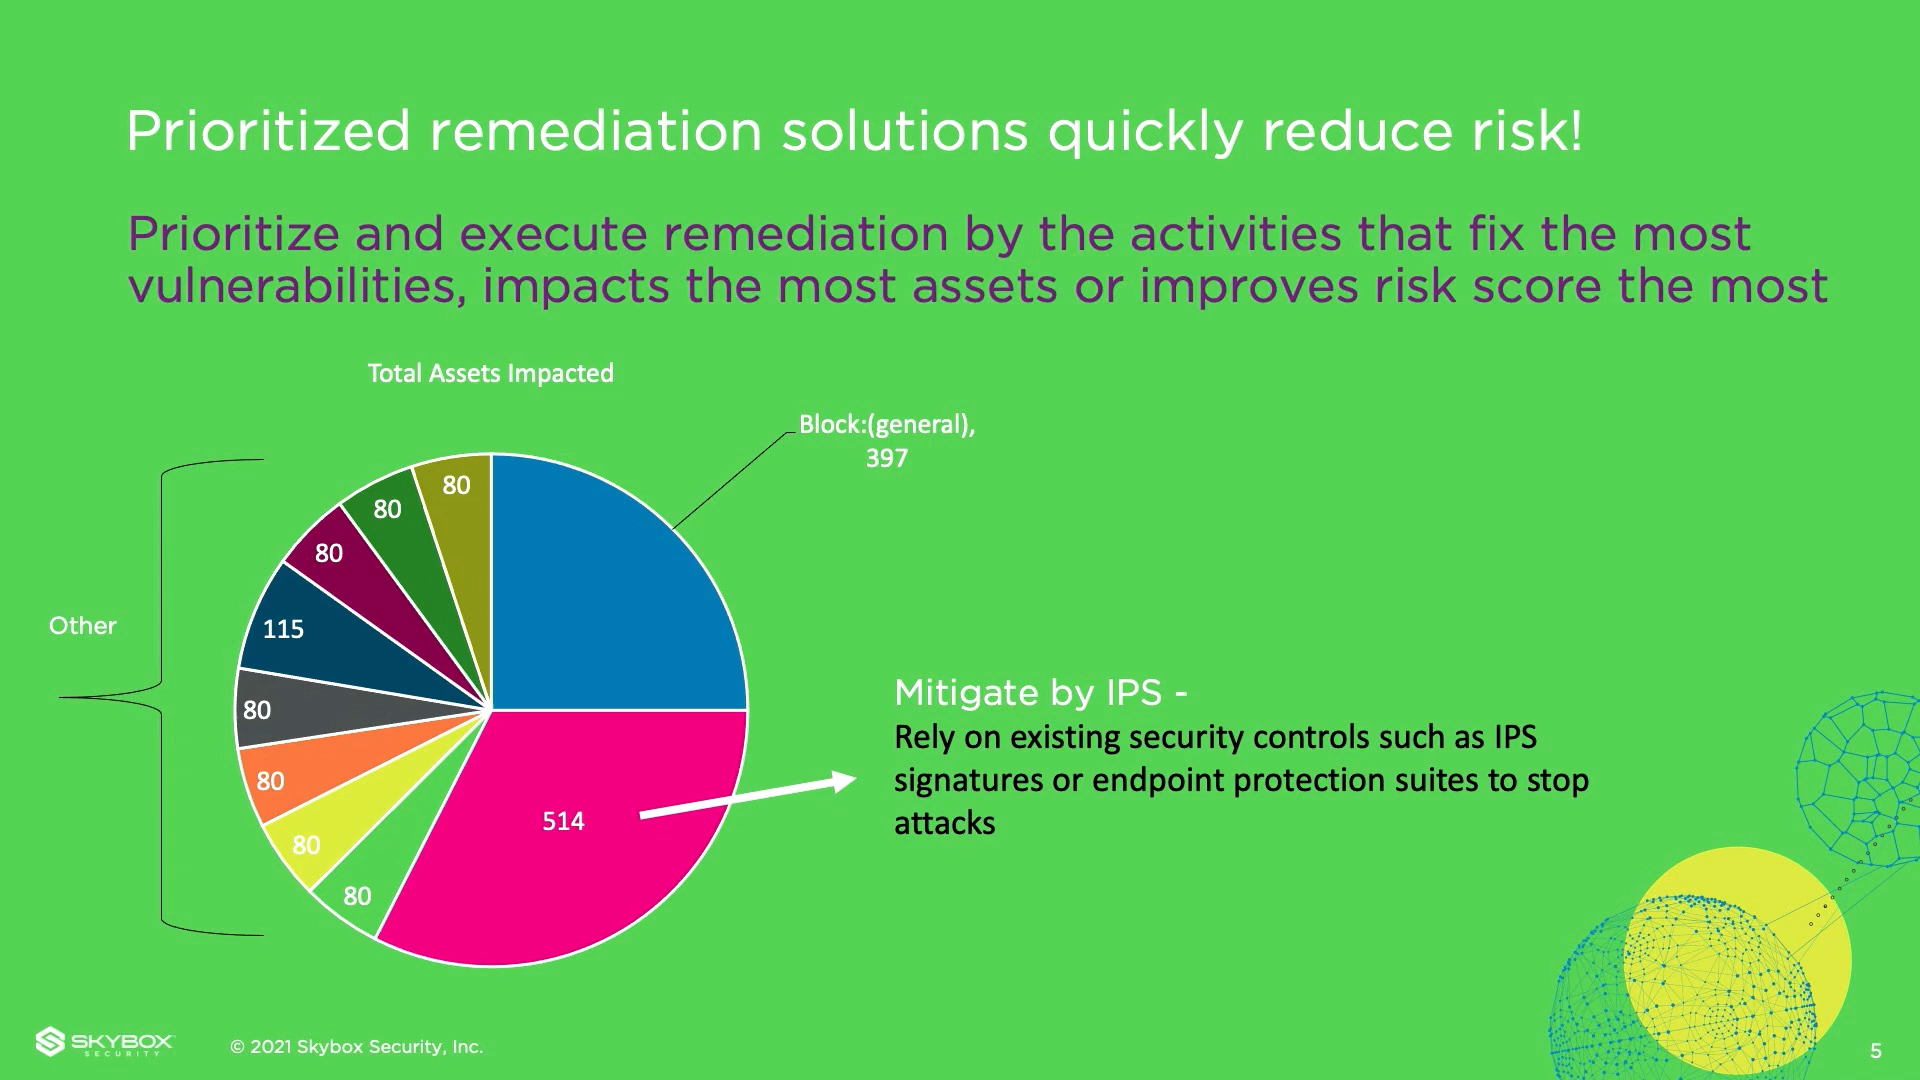 Prioritized remediation solutions quickly reduce risk!
Prioritize and execute remediation by the activities that fix the most
vulnerabilities, impacts the most assets or improves risk score the most
Total Assets Impacted
Block:(general),
397
80
80
80
115
Other
80
80
80
80
514
Mitigate by IPS -
Rely on existing security controls such as IPS
signatures or endpoint protection suites to stop
attacks
SKYBOX
SECURITY
© 2021 Skybox Security, Inc.
5